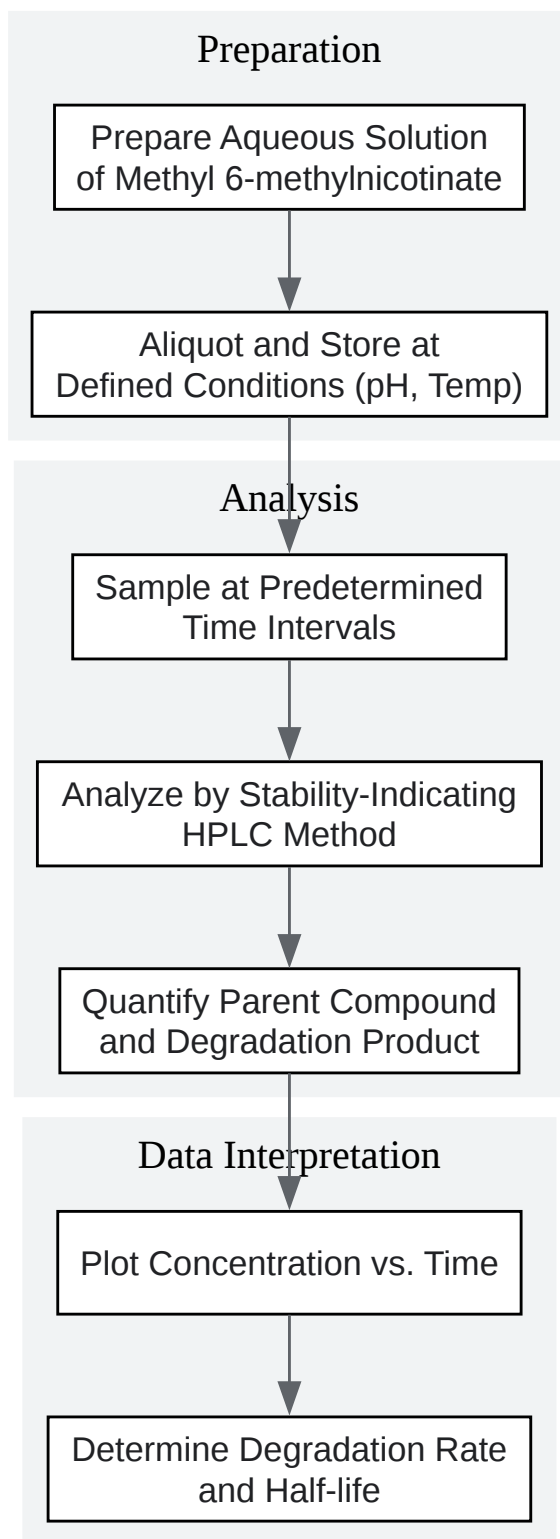 Preparation
Prepare Aqueous Solution
of Methyl 6-methylnicotinate
Aliquot and Store at
Defined Conditions (pH, Temp)
Analysis
Sample at Predetermined
Time Intervals
Analyze by Stability-Indicating
HPLC Method
Quantify Parent Compound
and Degradation Product
Data Interpretation
Plot Concentration vs. Time
Determine Degradation Rate
and Half-life